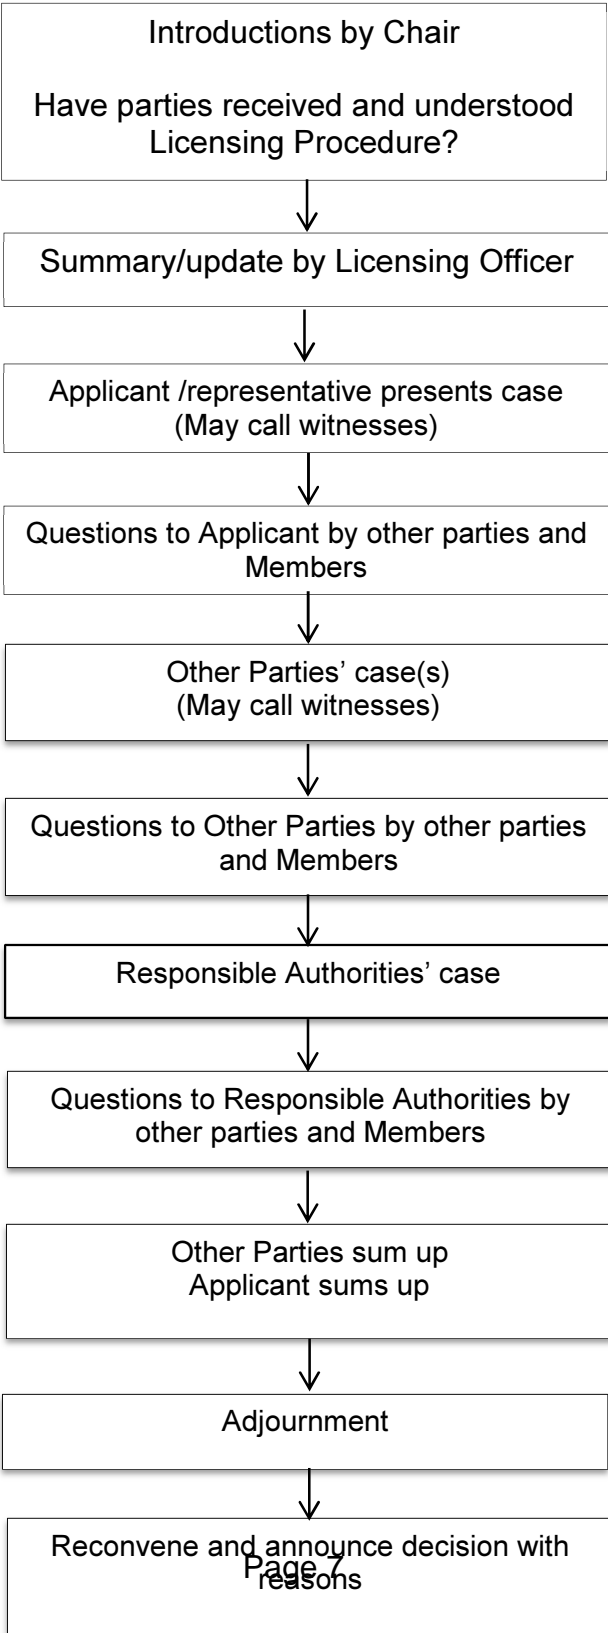 Introductions by Chair
Have parties received and understood
Licensing Procedure?
Summary/update by Licensing Officer
Applicant /representative presents case
(May call witnesses)
Questions to Applicant by other parties and
Members
Other Parties’ case(s)
(May call witnesses)
Questions to Other Parties by other parties
and Members
Responsible Authorities’ case
Questions to Responsible Authorities by
other parties and Members
Other Parties sum up
Applicant sums up
Adjournment
Reconvene and announce decision with
reasons
Page 7